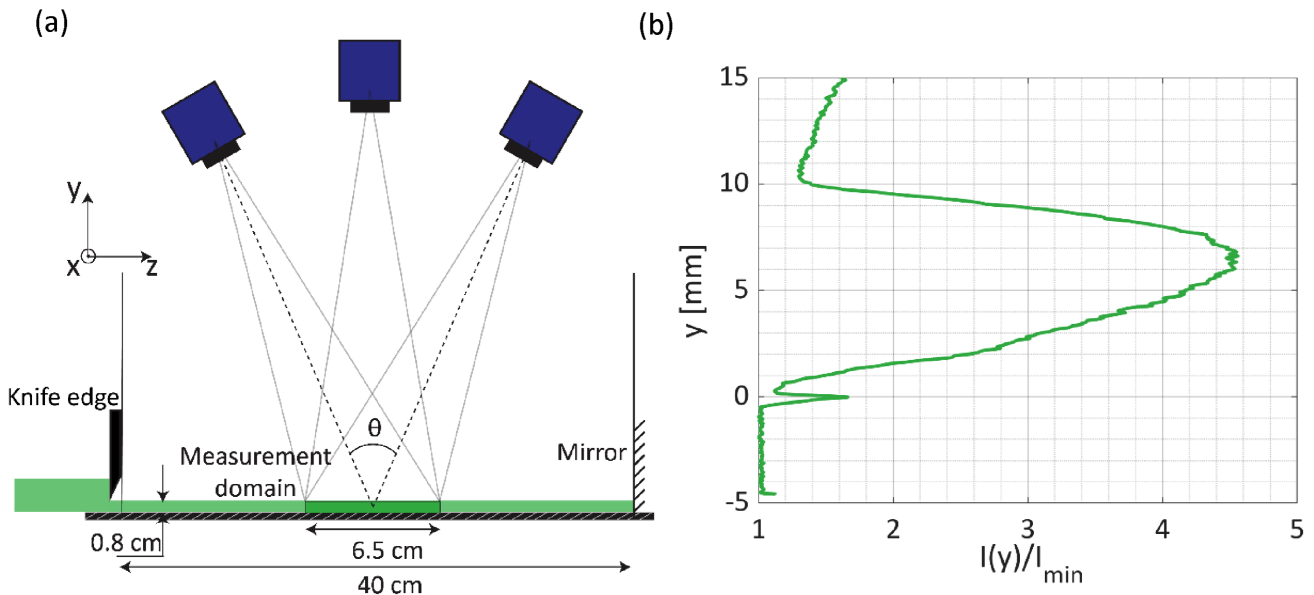 (a)
y
x
z
Knife edge
Measurement
domain
θ
Mirror
0.8 cm
6.5 cm
40 cm
(b)
15
10
5
0
-5
y [mm]
1 2 3 4 5
I(y)/I_min